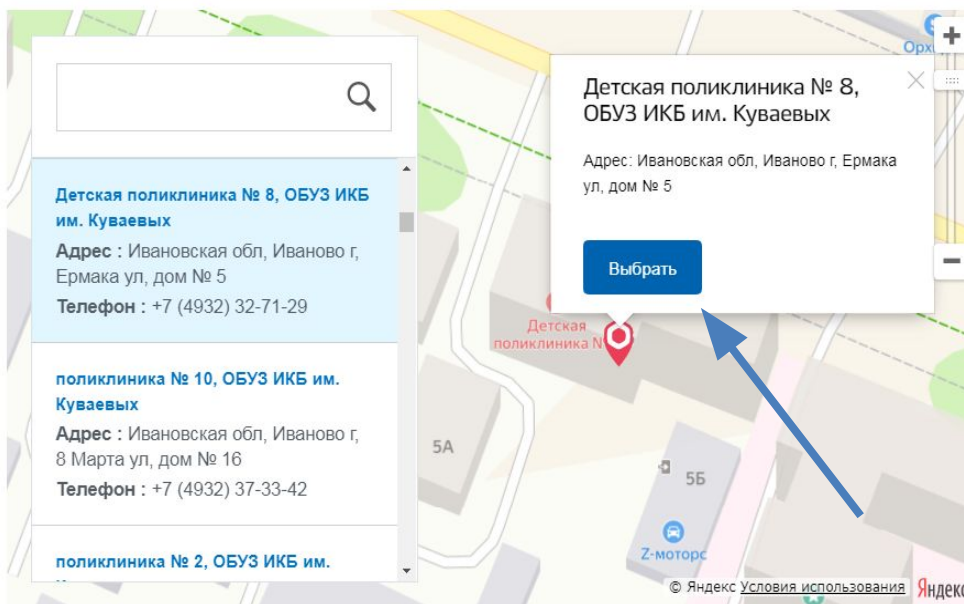 Детская поликлиника № 8, ОБУЗ ИКБ
им. Куваевых
Адрес : Ивановская обл, Иваново г,
Ермака ул, дом № 5
Телефон : +7 (4932) 32-71-29
поликлиника № 10, ОБУЗ ИКБ им.
Куваевых
Адрес : Ивановская обл, Иваново г,
8 Марта ул, дом № 16
Телефон : +7 (4932) 37-33-42
поликлиника № 2, ОБУЗ ИКБ им.
Детская поликлиника № 8,
ОБУЗ ИКБ им. Куваевых
Адрес: Ивановская обл, Иваново г, Ермака
ул, дом № 5
Выбрать
Детская
поликлиника №
5А
5Б
Z-моторс
© Яндекс Условия использования